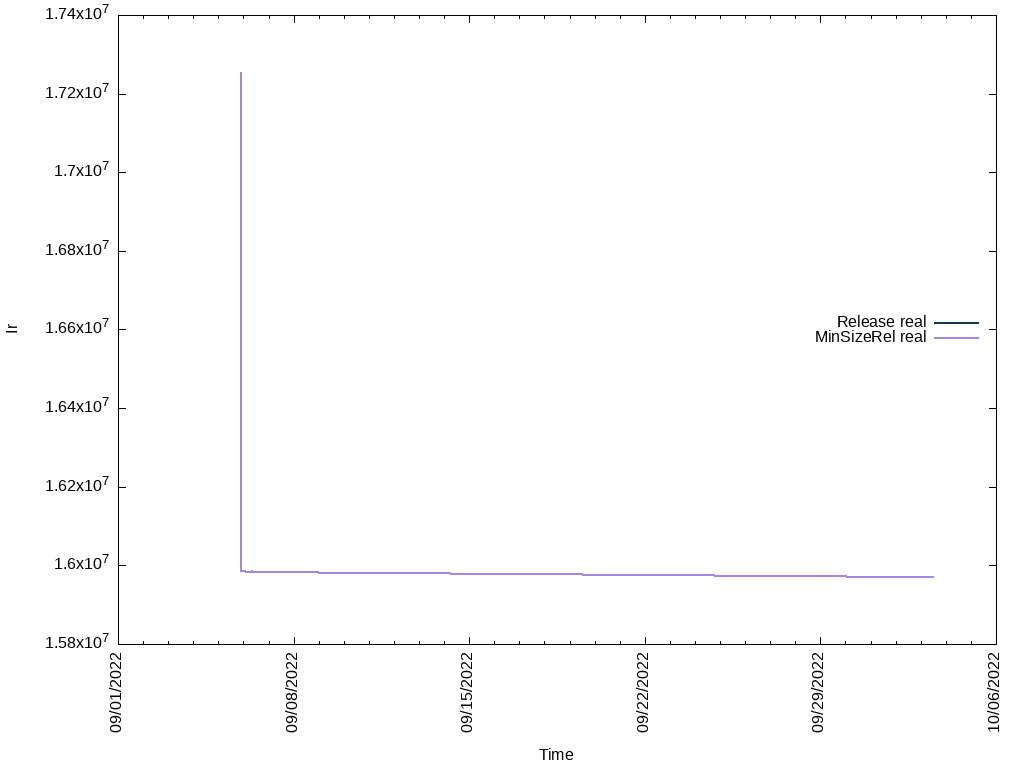 1.74x10^7
1.72x10^7
1.7x10^7
1.68x10^7
1.66x10^7
1.64x10^7
1.62x10^7
1.6x10^7
1.58x10^7
Ir
Release real
MinSizeRel real
09/01/2022
09/08/2022
09/15/2022
09/22/2022
09/29/2022
10/06/2022
Time